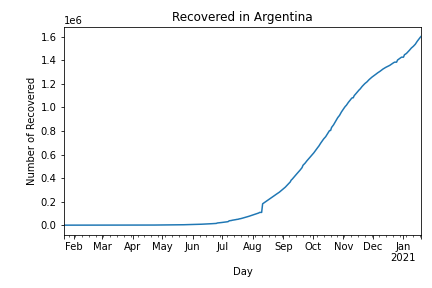 Recovered in Argentina
1e6
1.6
1.4
1.2
1.0
0.8
0.6
0.4
0.2
0.0
Number of Recovered
Feb Mar Apr May Jun Jul Aug Sep Oct Nov Dec Jan
2021
Day